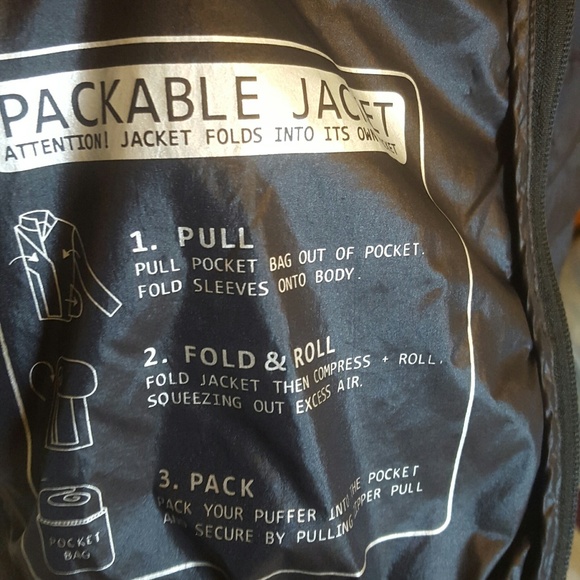 PACKABLE JACKET
ATTENTION! JACKET FOLDS INTO ITS OWN
1. PULL
PULL POCKET BAG OUT OF POCKET.
FOLD SLEEVES ONTO BODY.
2. FOLD & ROLL
FOLD JACKET THEN COMPRESS + ROLL,
SQUEEZING OUT EXCESS AIR.
3. PACK
PACK YOUR PUFFER INTO THE POCKET
AND SECURE BY PULLING ZIPPER PULL
POCKET
BAG